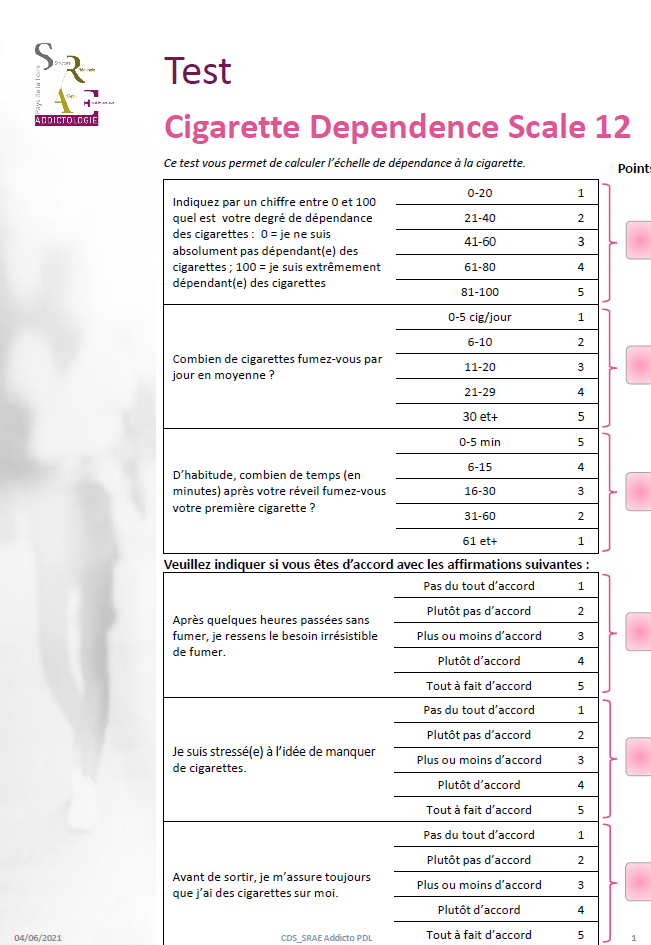 Pays de la Loire
Structure Régionale
d'Appui
et d'Expertise
ADDICTOLOGIE
Test
Cigarette Dependence Scale 12
Ce test vous permet de calculer l'échelle de dépendance à la cigarette.
Points
Indiquez par un chiffre entre 0 et 100
quel est votre degré de dépendance
des cigarettes : 0 = je ne suis
absolument pas dépendant(e) des
cigarettes ; 100 = je suis extrêmement
dépendant(e) des cigarettes
0-20 1
21-40 2
41-60 3
61-80 4
81-100 5
Combien de cigarettes fumez-vous par
jour en moyenne ?
0-5 cig/jour 1
6-10 2
11-20 3
21-29 4
30 et+ 5
D'habitude, combien de temps (en
minutes) après votre réveil fumez-vous
votre première cigarette ?
0-5 min 5
6-15 4
16-30 3
31-60 2
61 et+ 1
Veuillez indiquer si vous êtes d'accord avec les affirmations suivantes :
Après quelques heures passées sans
fumer, je ressens le besoin irrésistible
de fumer.
Pas du tout d'accord 1
Plutôt pas d'accord 2
Plus ou moins d'accord 3
Plutôt d'accord 4
Tout à fait d'accord 5
Je suis stressé(e) à l'idée de manquer
de cigarettes.
Pas du tout d'accord 1
Plutôt pas d'accord 2
Plus ou moins d'accord 3
Plutôt d'accord 4
Tout à fait d'accord 5
Avant de sortir, je m'assure toujours
que j'ai des cigarettes sur moi.
Pas du tout d'accord 1
Plutôt pas d'accord 2
Plus ou moins d'accord 3
Plutôt d'accord 4
Tout à fait d'accord 5
04/06/2021
CDS_SRAE Addicto PDL
1